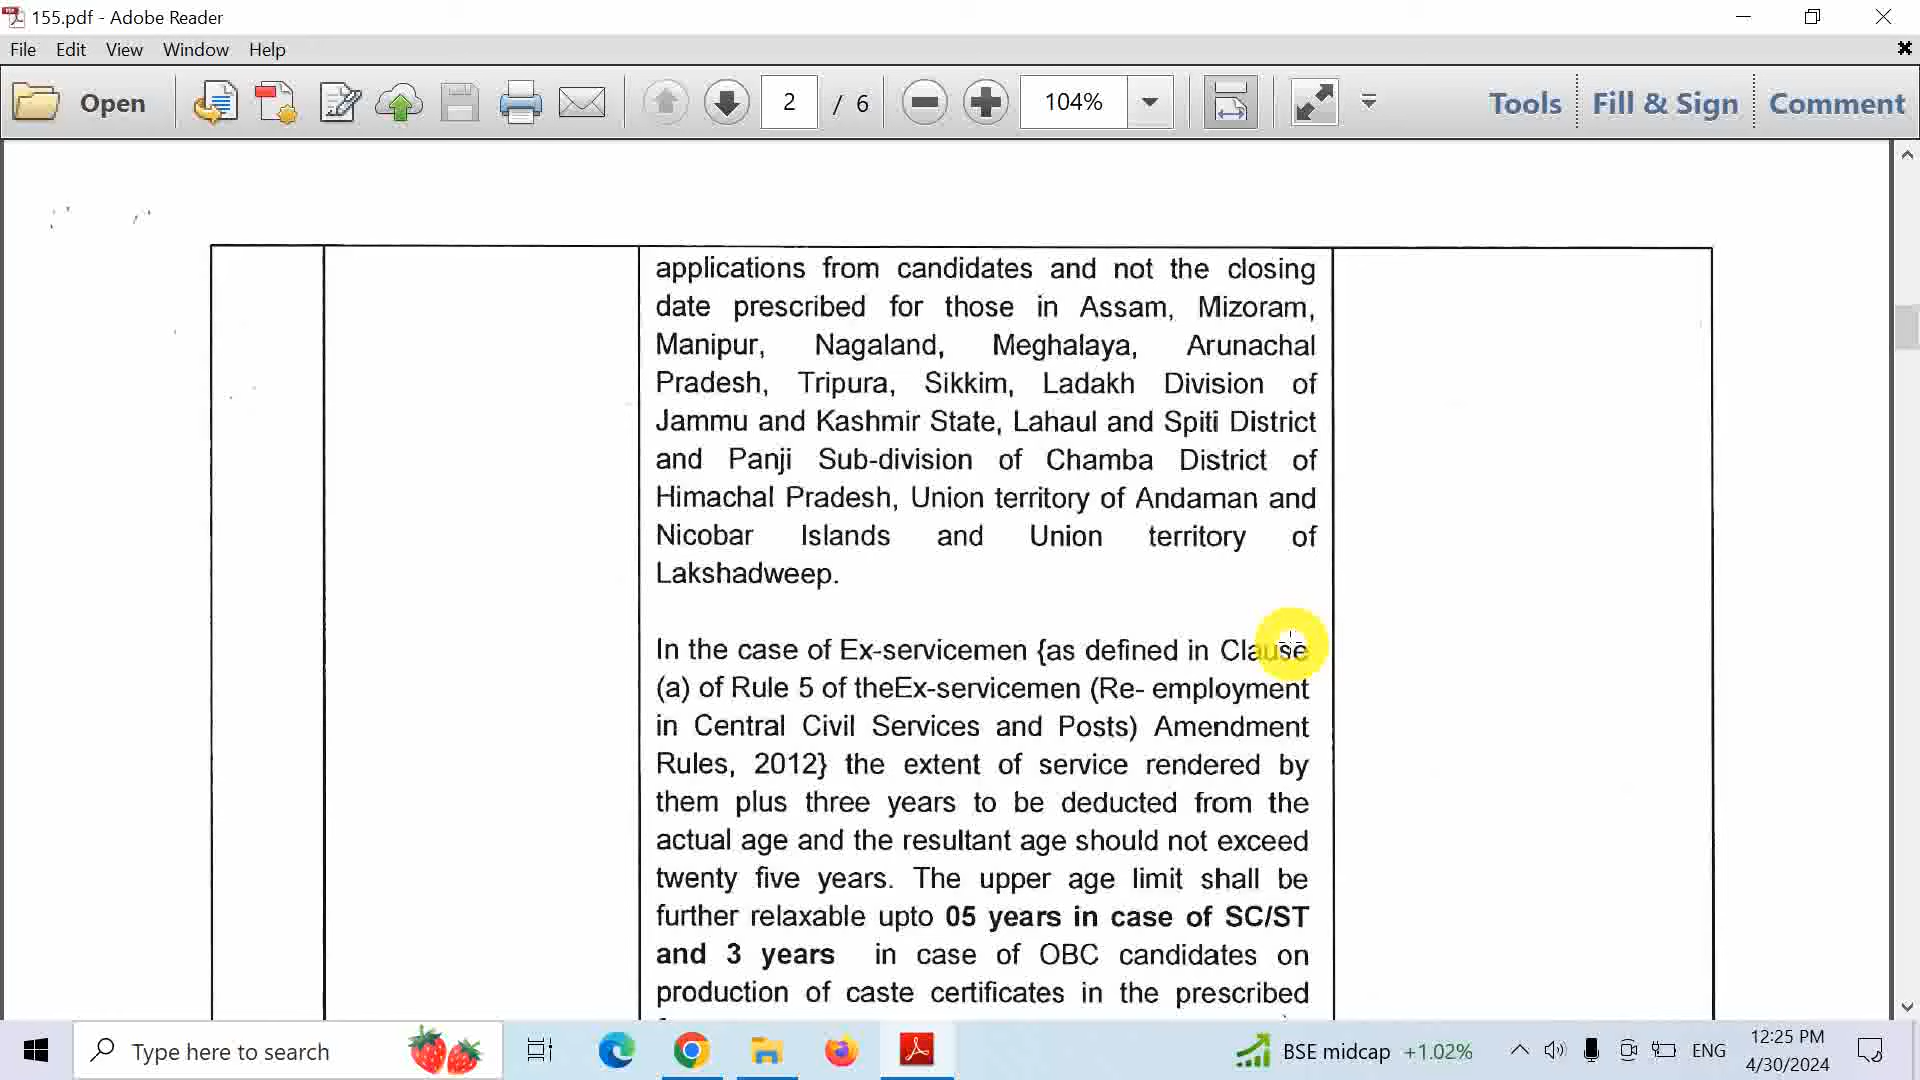 155.pdf - Adobe Reader
File Edit View Window Help
Open 2 / 6 104% Tools Fill & Sign Comment
applications from candidates and not the closing
date prescribed for those in Assam, Mizoram,
Manipur, Nagaland, Meghalaya, Arunachal
Pradesh, Tripura, Sikkim, Ladakh Division of
Jammu and Kashmir State, Lahaul and Spiti District
and Panji Sub-division of Chamba District of
Himachal Pradesh, Union territory of Andaman and
Nicobar Islands and Union territory of
Lakshadweep.
In the case of Ex-servicemen {as defined in Clause
(a) of Rule 5 of theEx-servicemen (Re- employment
in Central Civil Services and Posts) Amendment
Rules, 2012} the extent of service rendered by
them plus three years to be deducted from the
actual age and the resultant age should not exceed
twenty five years. The upper age limit shall be
further relaxable upto 05 years in case of SC/ST
and 3 years in case of OBC candidates on
production of caste certificates in the prescribed
Type here to search
BSE midcap +1.02%
ENG
12:25 PM
4/30/2024